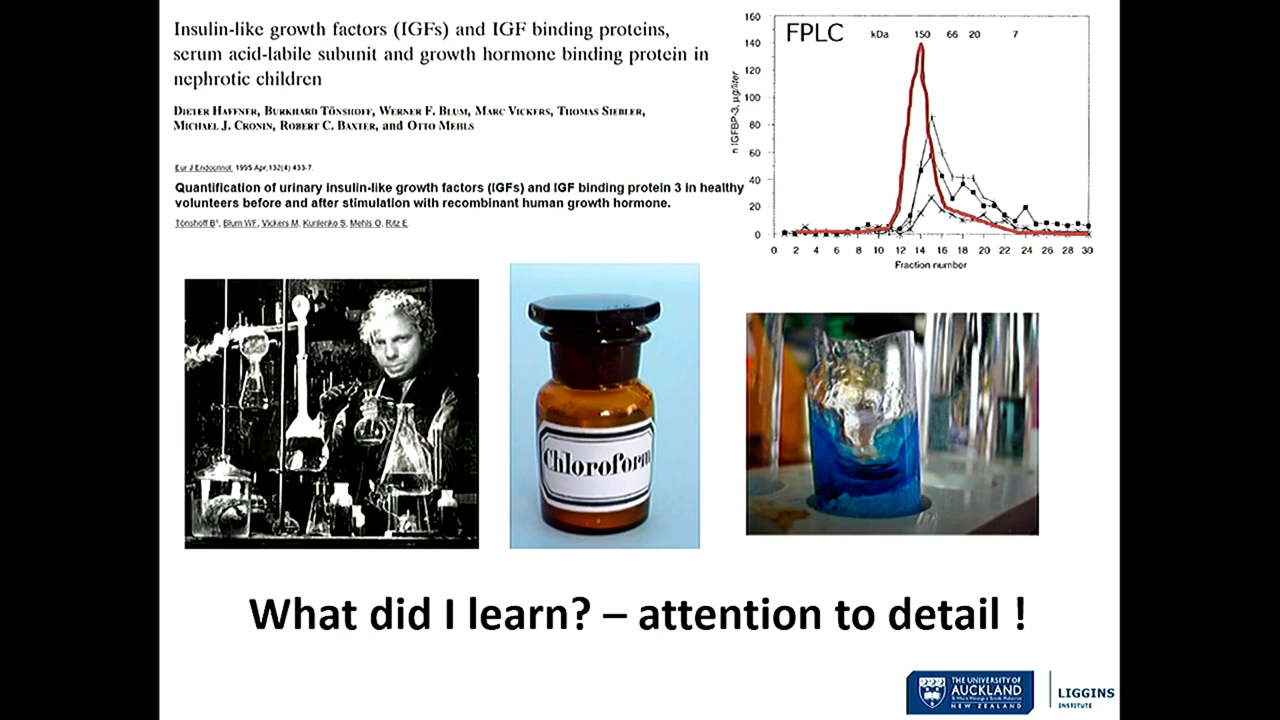 Insulin-like growth factors (IGFs) and IGF binding proteins,
serum acid-labile subunit and growth hormone binding protein in
nephrotic children
Dieter Haffner, Burkhard Tönshoff, Werner F. Blum, Marc Vickers, Thomas Siebler,
Michael J. Cronin, Robert C. Baxter, and Otto Mehls
Eur J Endocrinol. 1995 Apr;132(4) 433-7.
Quantification of urinary insulin-like growth factors (IGFs) and IGF binding protein 3 in healthy
volunteers before and after stimulation with recombinant human growth hormone.
Tönshoff B¹, Blum WF, Vickers M, Kurilenko S, Mehls O, Ritz E.
FPLC
kDa 150 66 20 7
160
140
120
100
80
60
40
20
0
n IGFBP-3, µg/liter
0 2 4 6 8 10 12 14 16 18 20 22 24 26 28 30
Fraction number
Chloroform
What did I learn? – attention to detail !
THE UNIVERSITY OF
AUCKLAND
NEW ZEALAND
LIGGINS
INSTITUTE